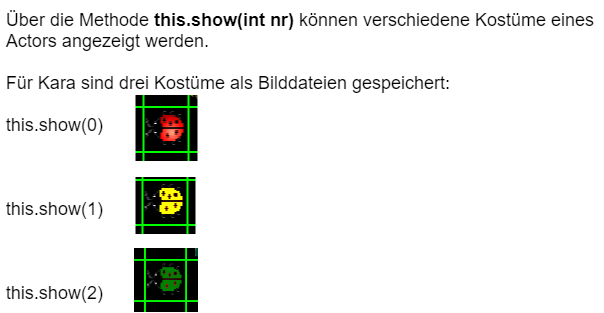 Über die Methode this.show(int nr) können verschiedene Kostüme eines
Actors angezeigt werden.
Für Kara sind drei Kostüme als Bilddateien gespeichert:
this.show(0)
this.show(1)
this.show(2)